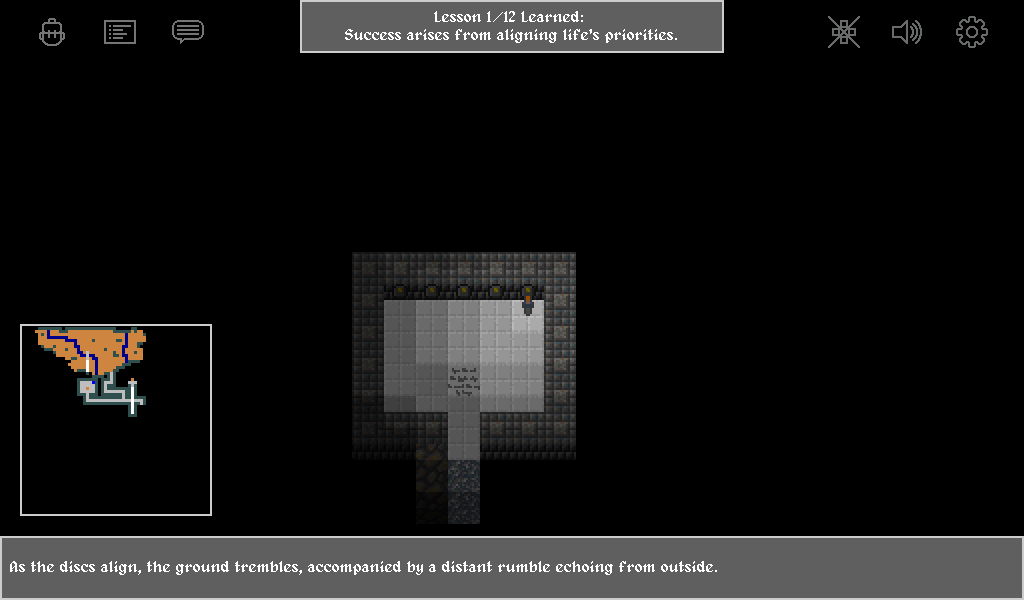 Lesson 1/12 Learned:
Success arises from aligning life's priorities.
As the discs align, the ground trembles, accompanied by a distant rumble echoing from outside.